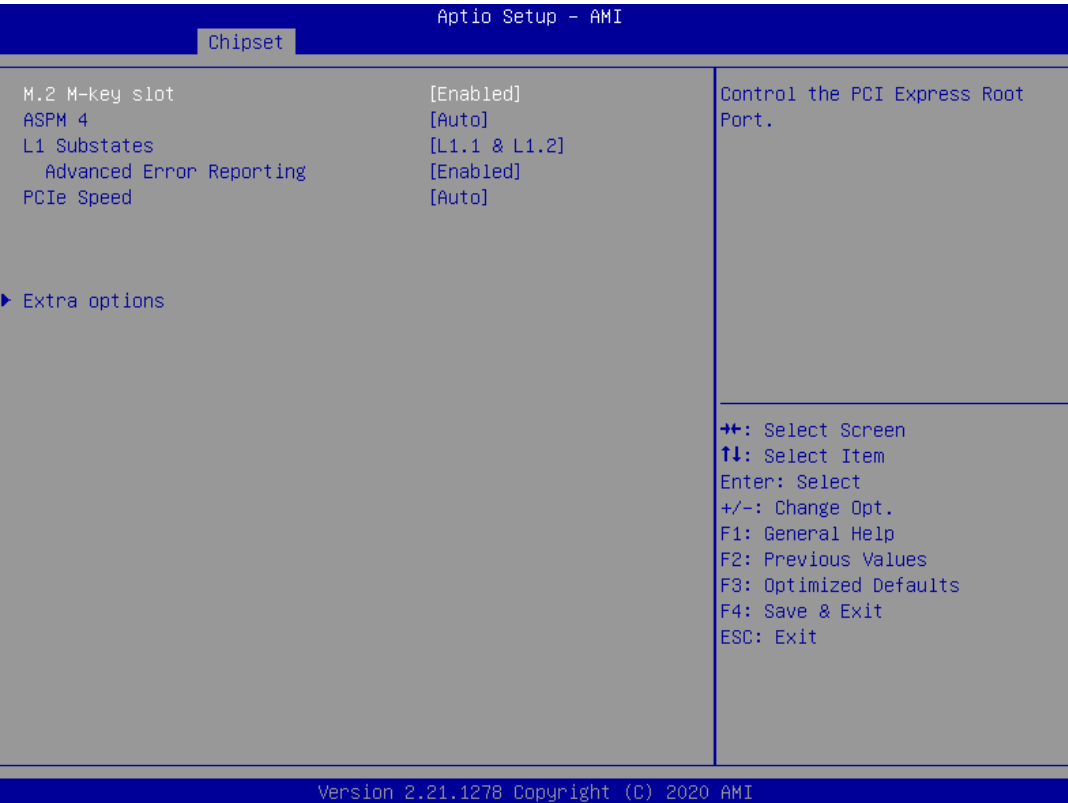 Aptio Setup – AMI
Chipset
M.2 M-key slot [Enabled]
ASPM 4 [Auto]
L1 Substates [L1.1 & L1.2]
Advanced Error Reporting [Enabled]
PCIe Speed [Auto]
Extra options
Control the PCI Express Root
Port.
→←: Select Screen
↑↓: Select Item
Enter: Select
+/-: Change Opt.
F1: General Help
F2: Previous Values
F3: Optimized Defaults
F4: Save & Exit
ESC: Exit
Version 2.21.1278 Copyright (C) 2020 AMI